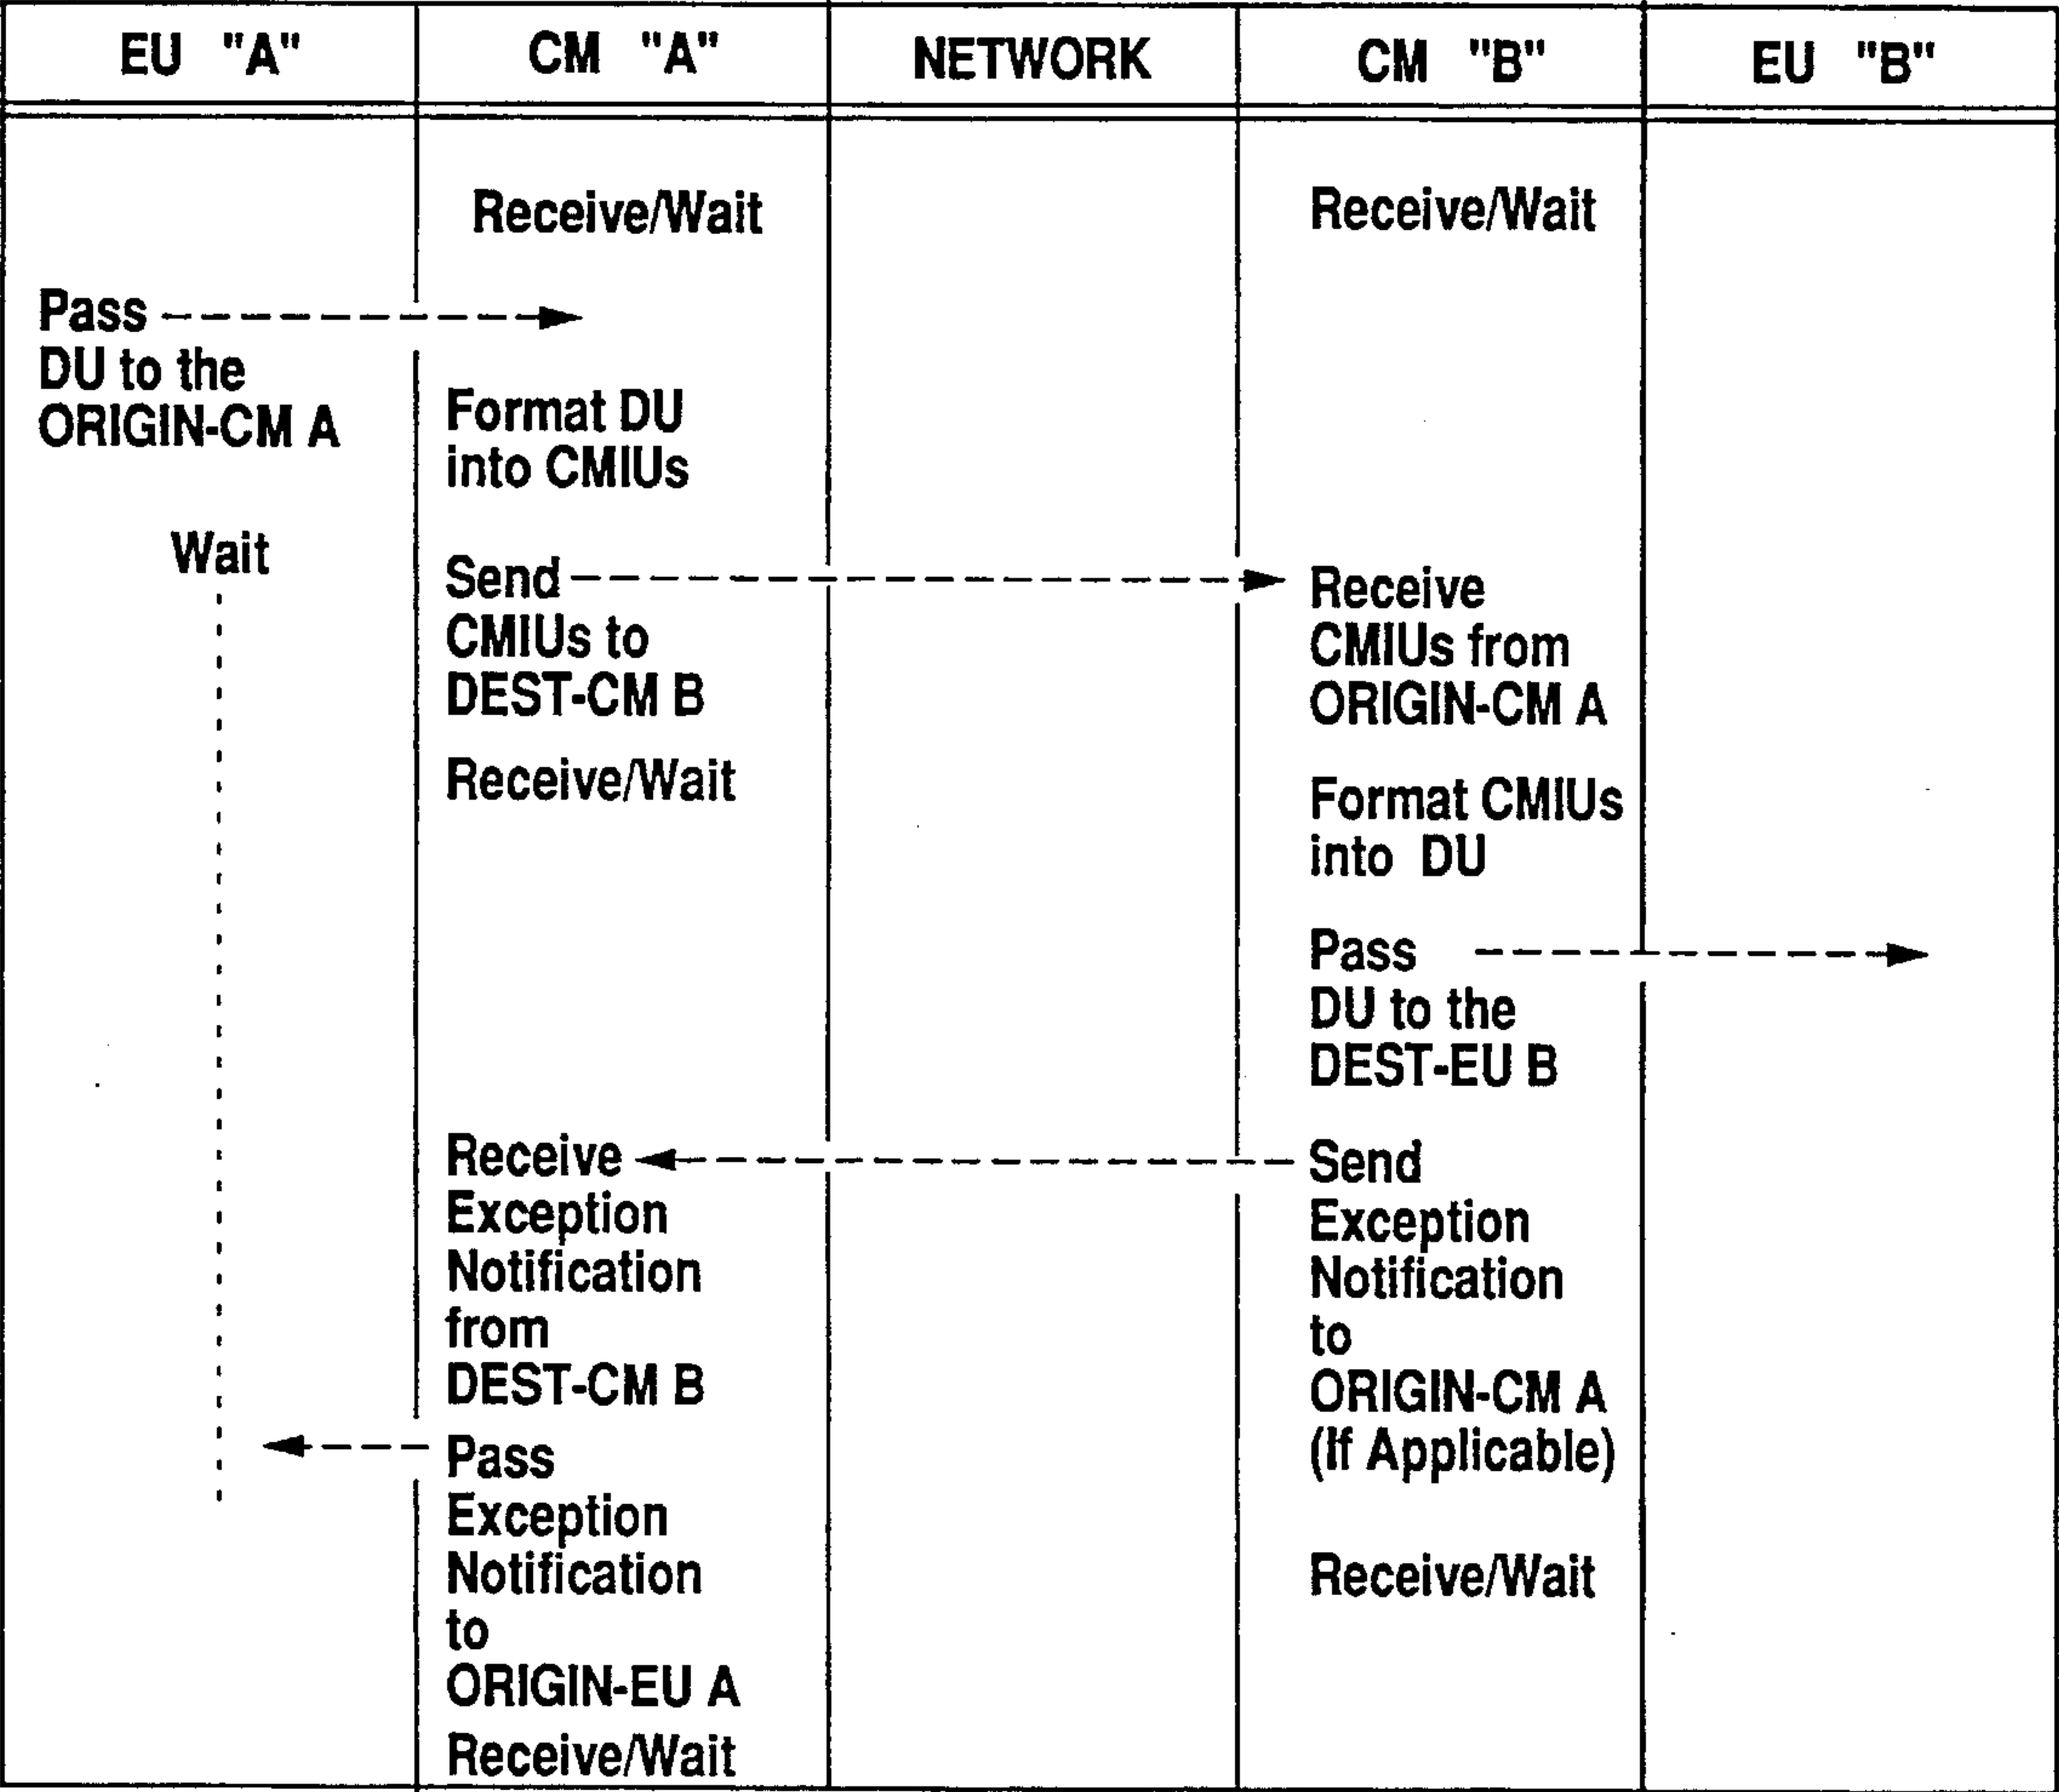 EU "A"
CM "A"
NETWORK
CM "B"
EU "B"
Receive/Wait
Receive/Wait
Pass
DU to the
ORIGIN-CM A
Format DU
into CMIUs
Wait
Send
CMIUs to
DEST-CM B
Receive
CMIUs from
ORIGIN-CM A
Receive/Wait
Format CMIUs
into DU
Pass
DU to the
DEST-EU B
Send
Exception
Notification
to
ORIGIN-CM A
(If Applicable)
Receive
Exception
Notification
from
DEST-CM B
Pass
Exception
Notification
to
ORIGIN-EU A
Receive/Wait
Receive/Wait